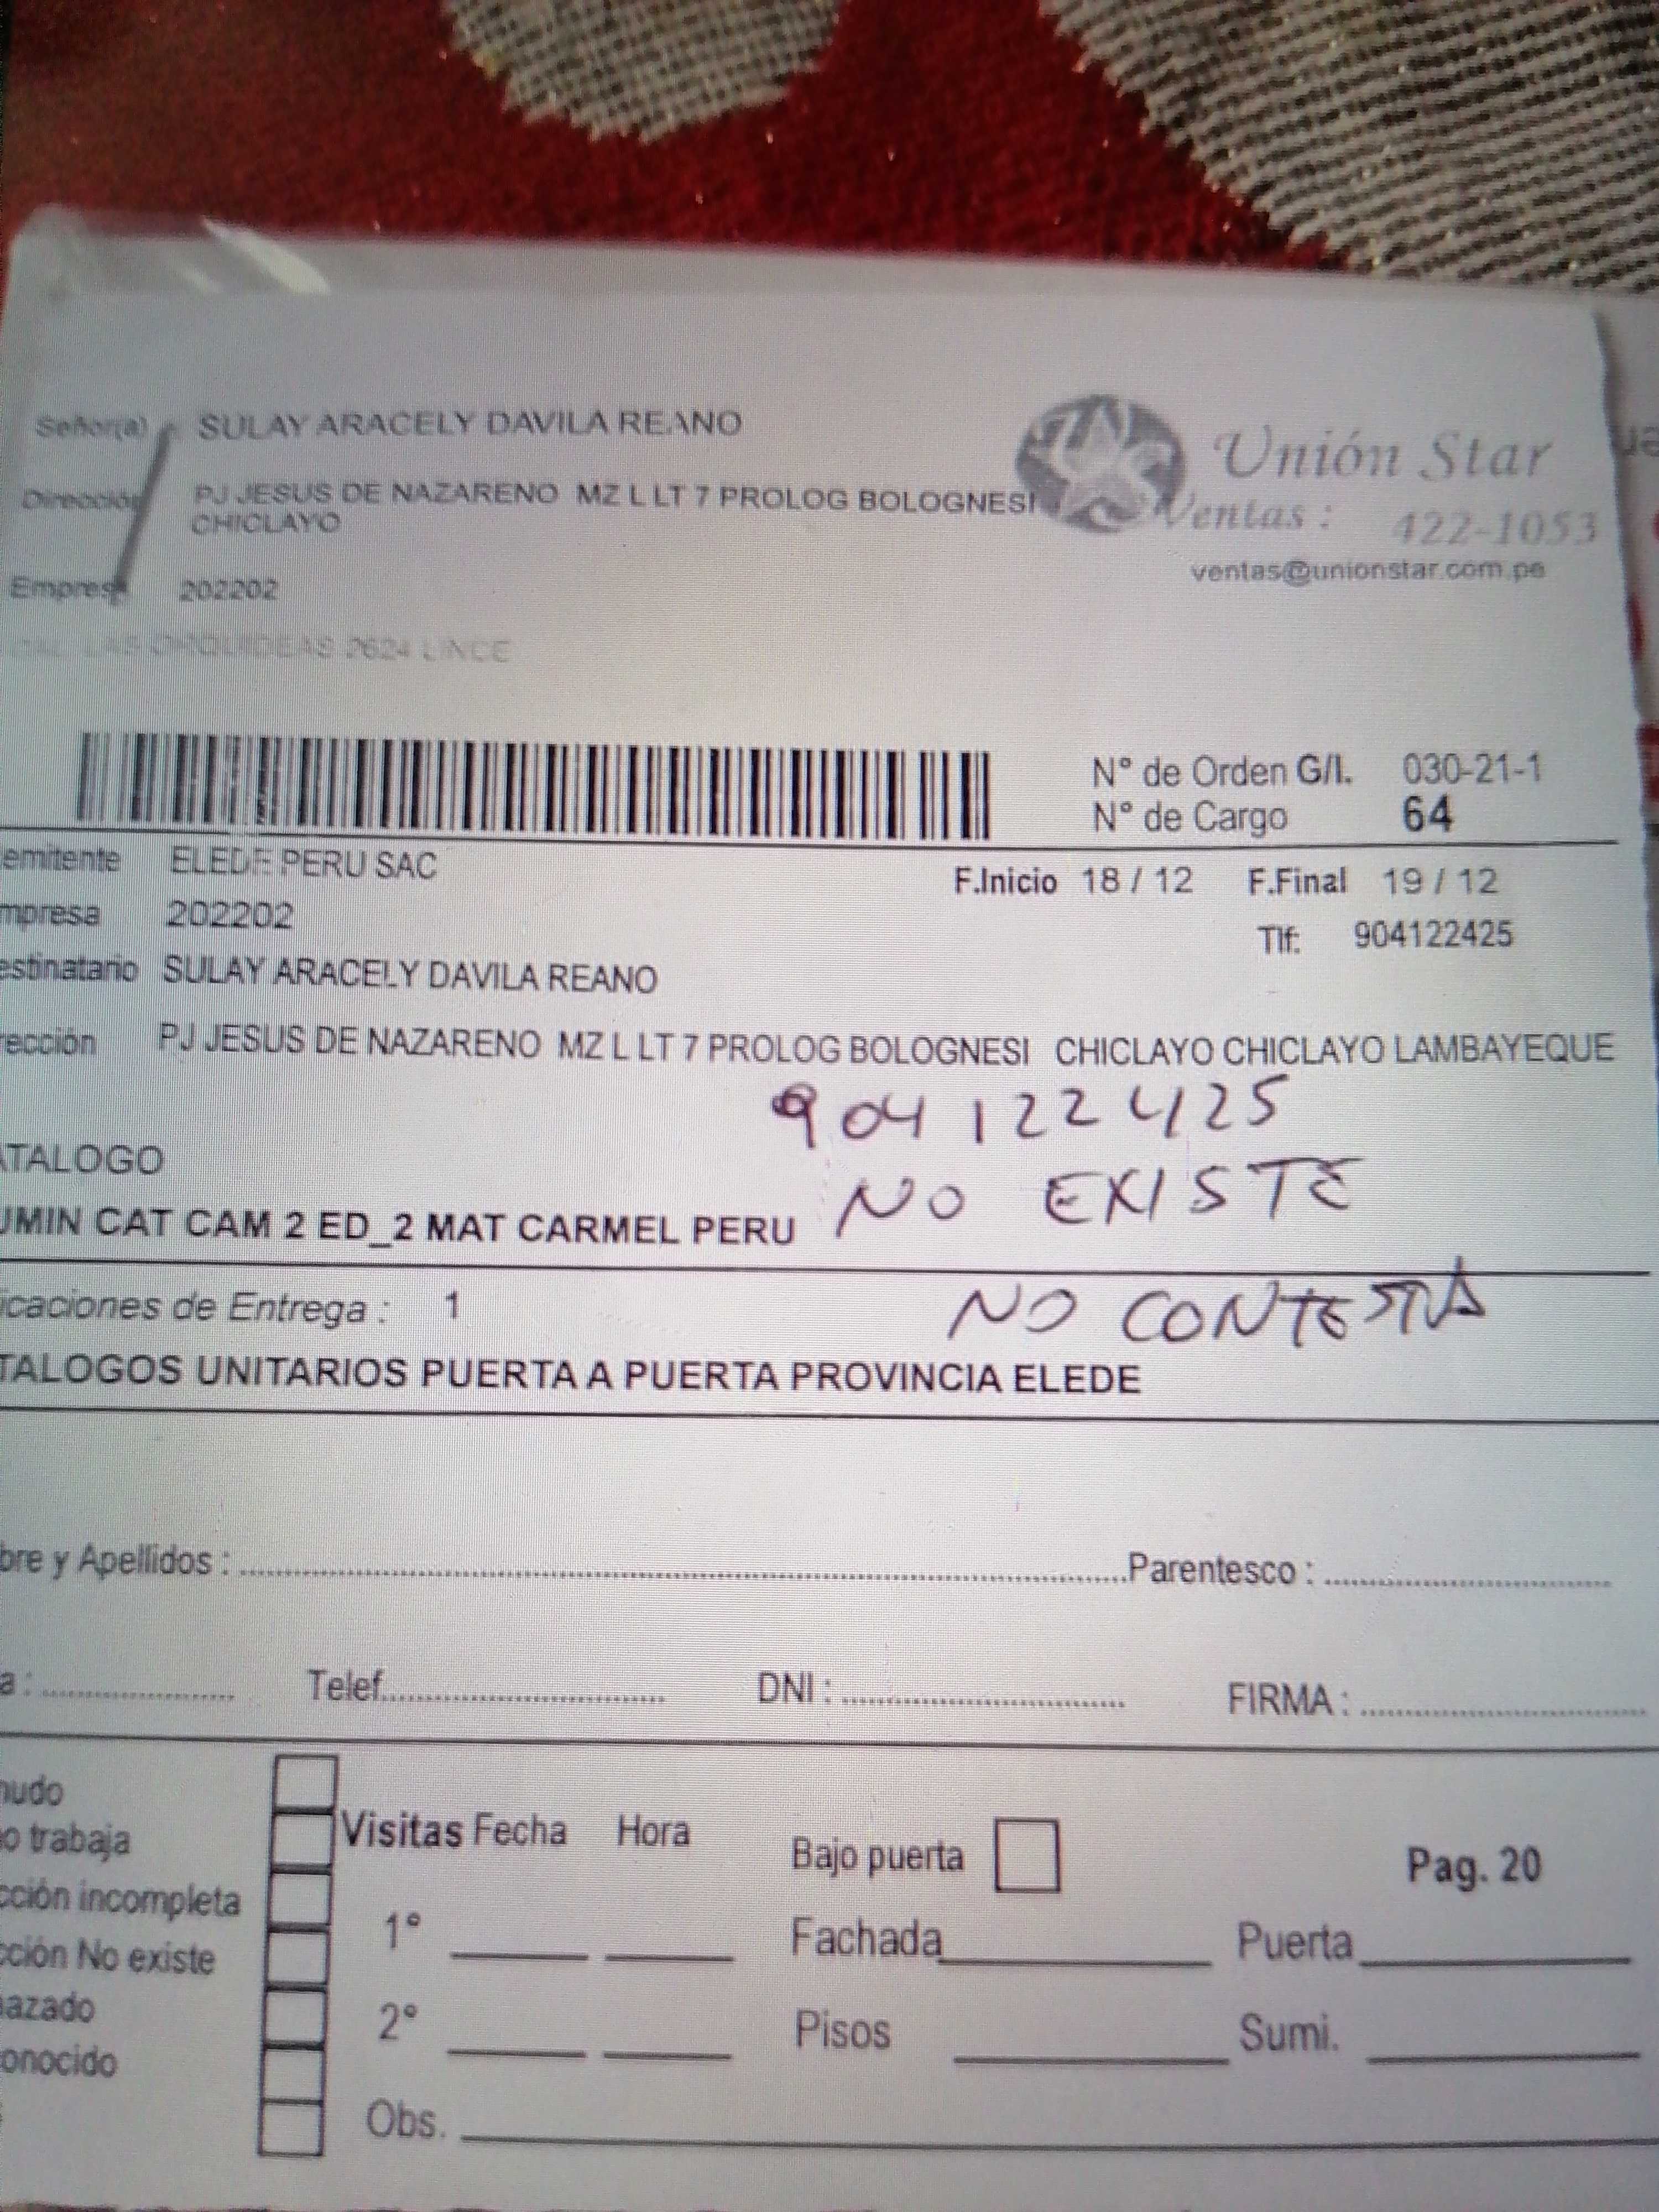 Señor(a) SULAY ARACELY DAVILA REANO
Unión Star
Dirección PJ JESUS DE NAZARENO MZ L LT 7 PROLOG BOLOGNESI
CHICLAYO
Ventas : 422-1053
ventas@unionstar.com.pe
Empresa 202202
LAS ORQUIDEAS 2624 LINCE
N° de Orden G/I. 030-21-1
N° de Cargo 64
emitente ELEDE PERU SAC
F.Inicio 18 / 12 F.Final 19 / 12
mpresa 202202
Tlf: 904122425
estinatario SULAY ARACELY DAVILA REANO
rección PJ JESUS DE NAZARENO MZ L LT 7 PROLOG BOLOGNESI CHICLAYO CHICLAYO LAMBAYEQUE
904122425
ATALOGO
NO EXISTE
UMIN CAT CAM 2 ED_2 MAT CARMEL PERU
icaciones de Entrega : 1
NO CONTESTA
TALOGOS UNITARIOS PUERTA A PUERTA PROVINCIA ELEDE
bre y Apellidos : Parentesco :
a : Telef. DNI : FIRMA :
nudo
o trabaja
cción incompleta
cción No existe
azado
onocido
Visitas Fecha Hora
Bajo puerta
Pag. 20
1°
Fachada Puerta
2°
Pisos Sumi.
Obs.